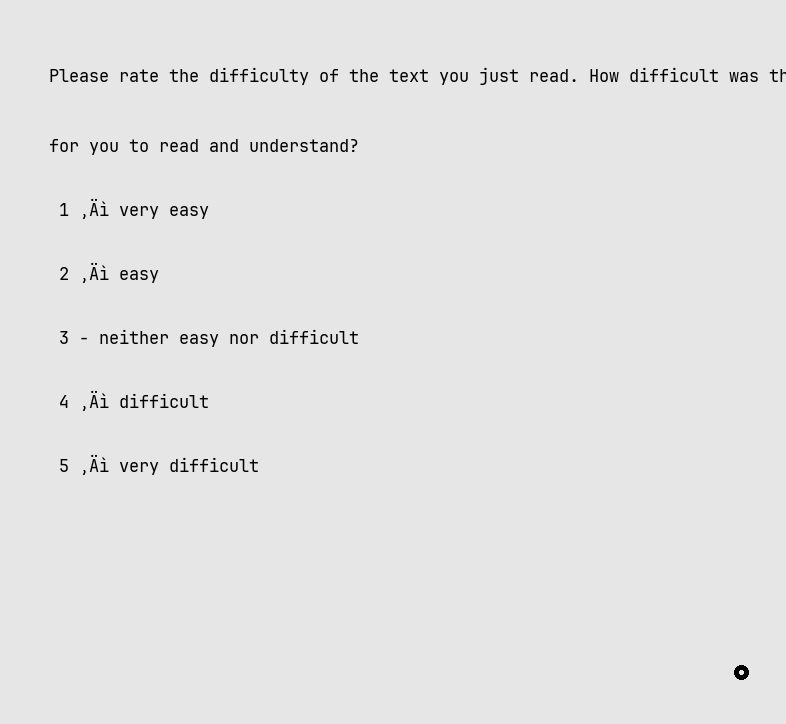 Please rate the difficulty of the text you just read. How difficult was th
for you to read and understand?
1 ‚Äì very easy
2 ‚Äì easy
3 - neither easy nor difficult
4 ‚Äì difficult
5 ‚Äì very difficult